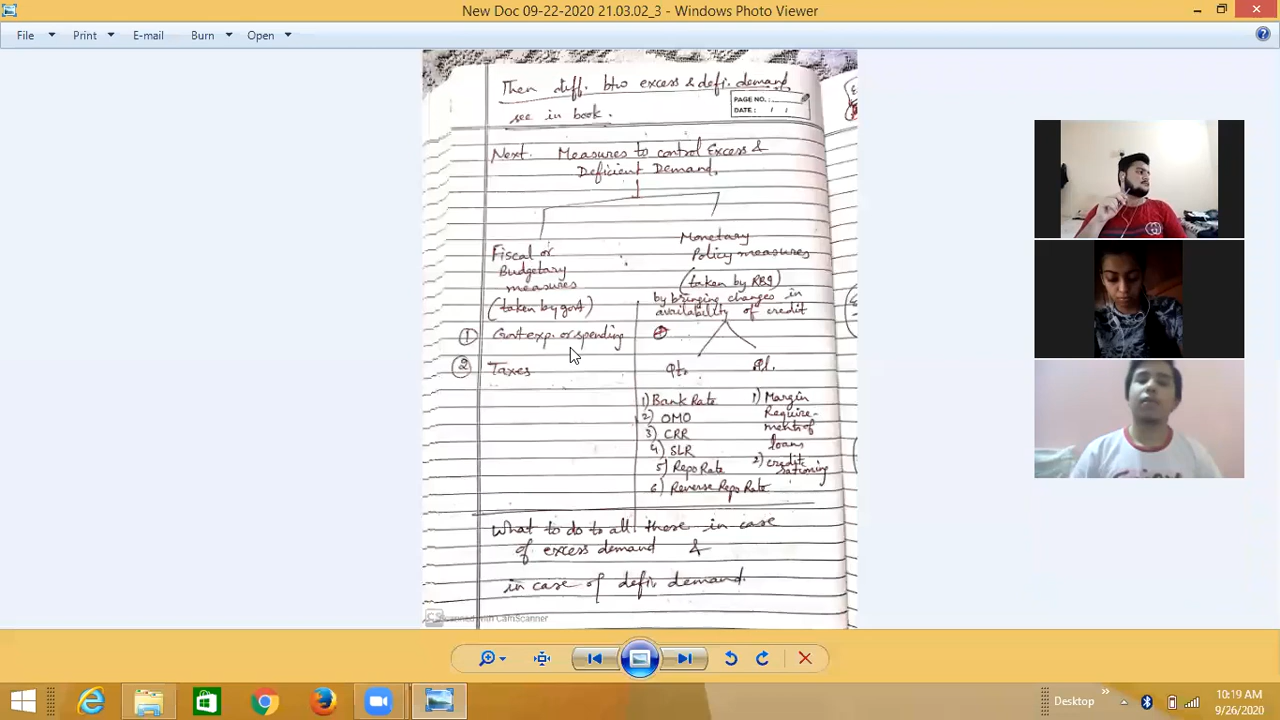 New Doc 09-22-2020 21.03.02_3 - Windows Photo Viewer
File Print E-mail Burn Open
Then diff. btw excess & defi. demand
see in book.
PAGE NO.:
DATE: / /
Next. Measures to control Excess &
Deficient Demand.
Fiscal or
Budgetary
measures
(taken by govt)
① Govt exp. or spending
② Taxes
Monetary
Policy measures
(taken by RBI)
by bringing changes in
availability of credit
Qt.
Ql.
1) Bank Rate
2) OMO
3) CRR
4) SLR
5) Repo Rate
6) Reverse Repo Rate
1) Margin
Require-
ments of
loans
2) credit
rationing
What to do to all these in case
of excess demand &
in case of defi. demand.
CS Scanned with CamScanner
Desktop
10:19 AM
9/26/2020